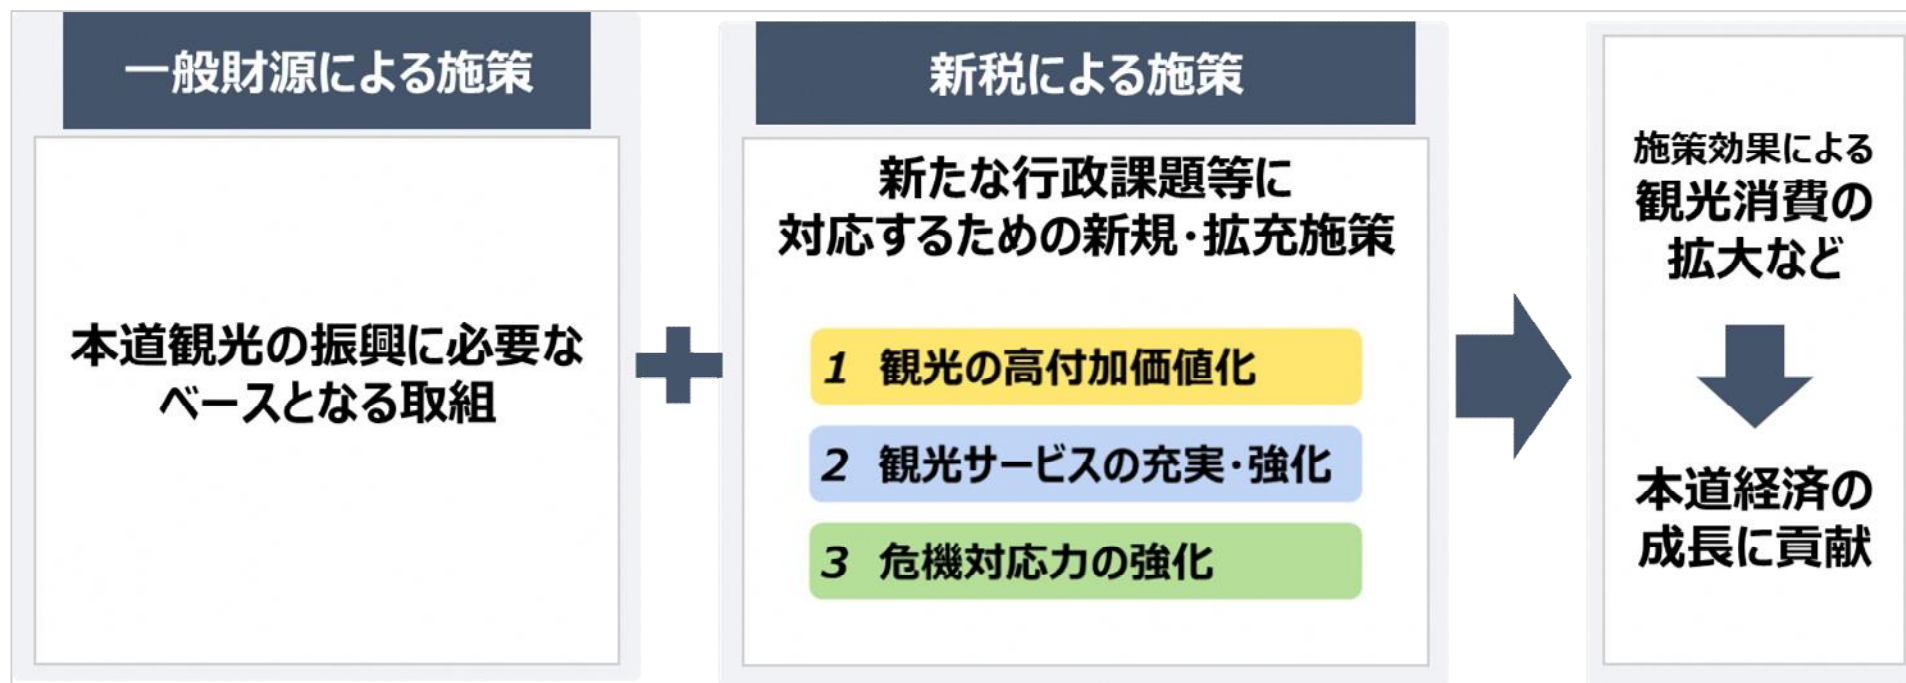 一般財源による施策
本道観光の振興に必要な
ベースとなる取組
新税による施策
新たな行政課題等に
対応するための新規・拡充施策
1 観光の高付加価値化
2 観光サービスの充実・強化
3 危機対応力の強化
施策効果による
観光消費の
拡大など
本道経済の
成長に貢献